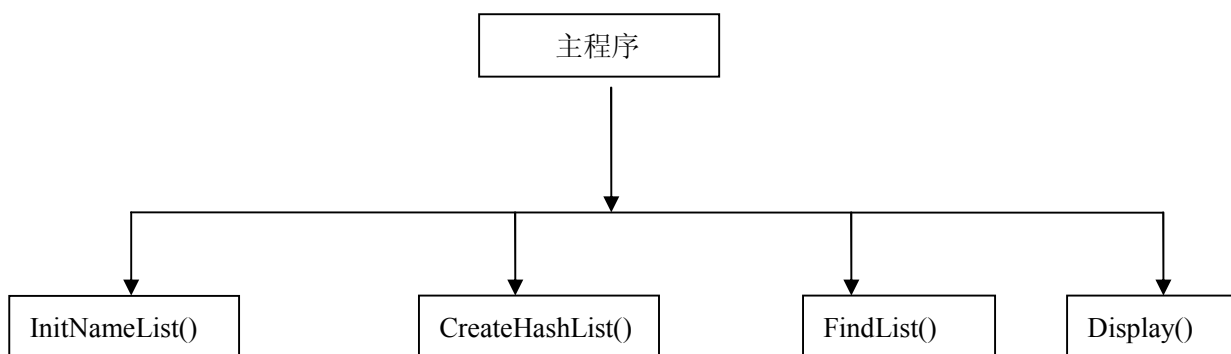 主程序
InitNameList()
CreateHashList()
FindList()
Display()